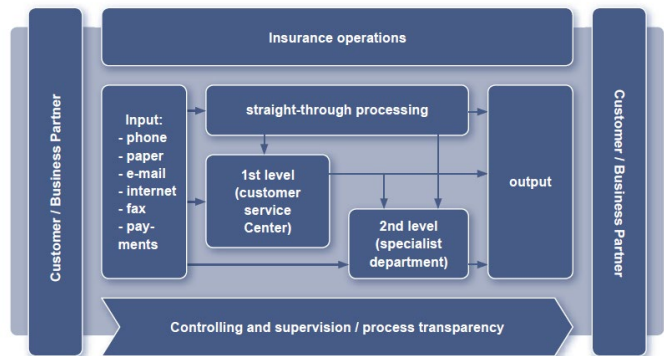 Customer / Business Partner
Insurance operations
Input:
- phone
- paper
- e-mail
- internet
- fax
- pay-
ments
straight-through processing
1st level
(customer
service
Center)
2nd level
(specialist
department)
output
Customer / Business Partner
Controlling and supervision / process transparency